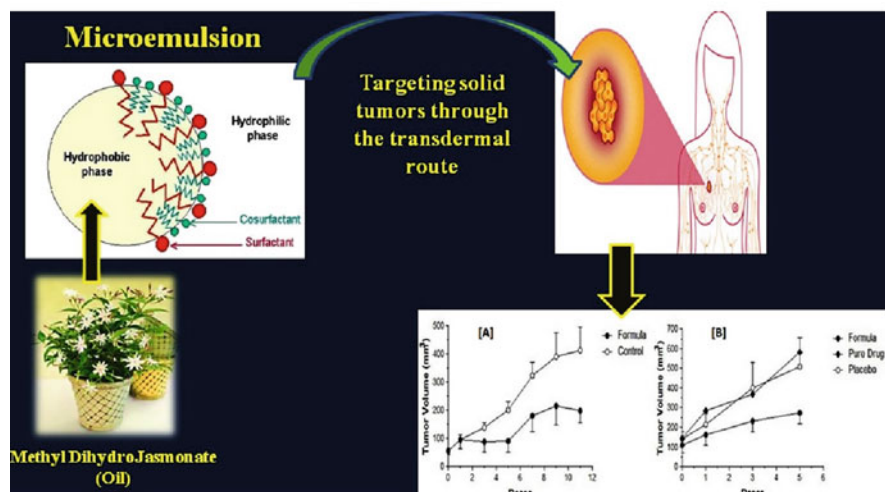 Microemulsion
Hydrophobic
phase
Hydrophilic
phase
Cosurfactant
Surfactant
Methyl DihydroJasmonate
(Oil)
Targeting solid
tumors through
the transdermal
route
[A]
Formula
Control
Tumor Volume (mm³)
500
400
300
200
100
0
0 2 4 6 8 10 12
[B]
Formula
Pure Drug
Placebo
Tumor Volume (mm³)
700
600
500
400
300
200
100
0
0 1 2 3 4 5 6